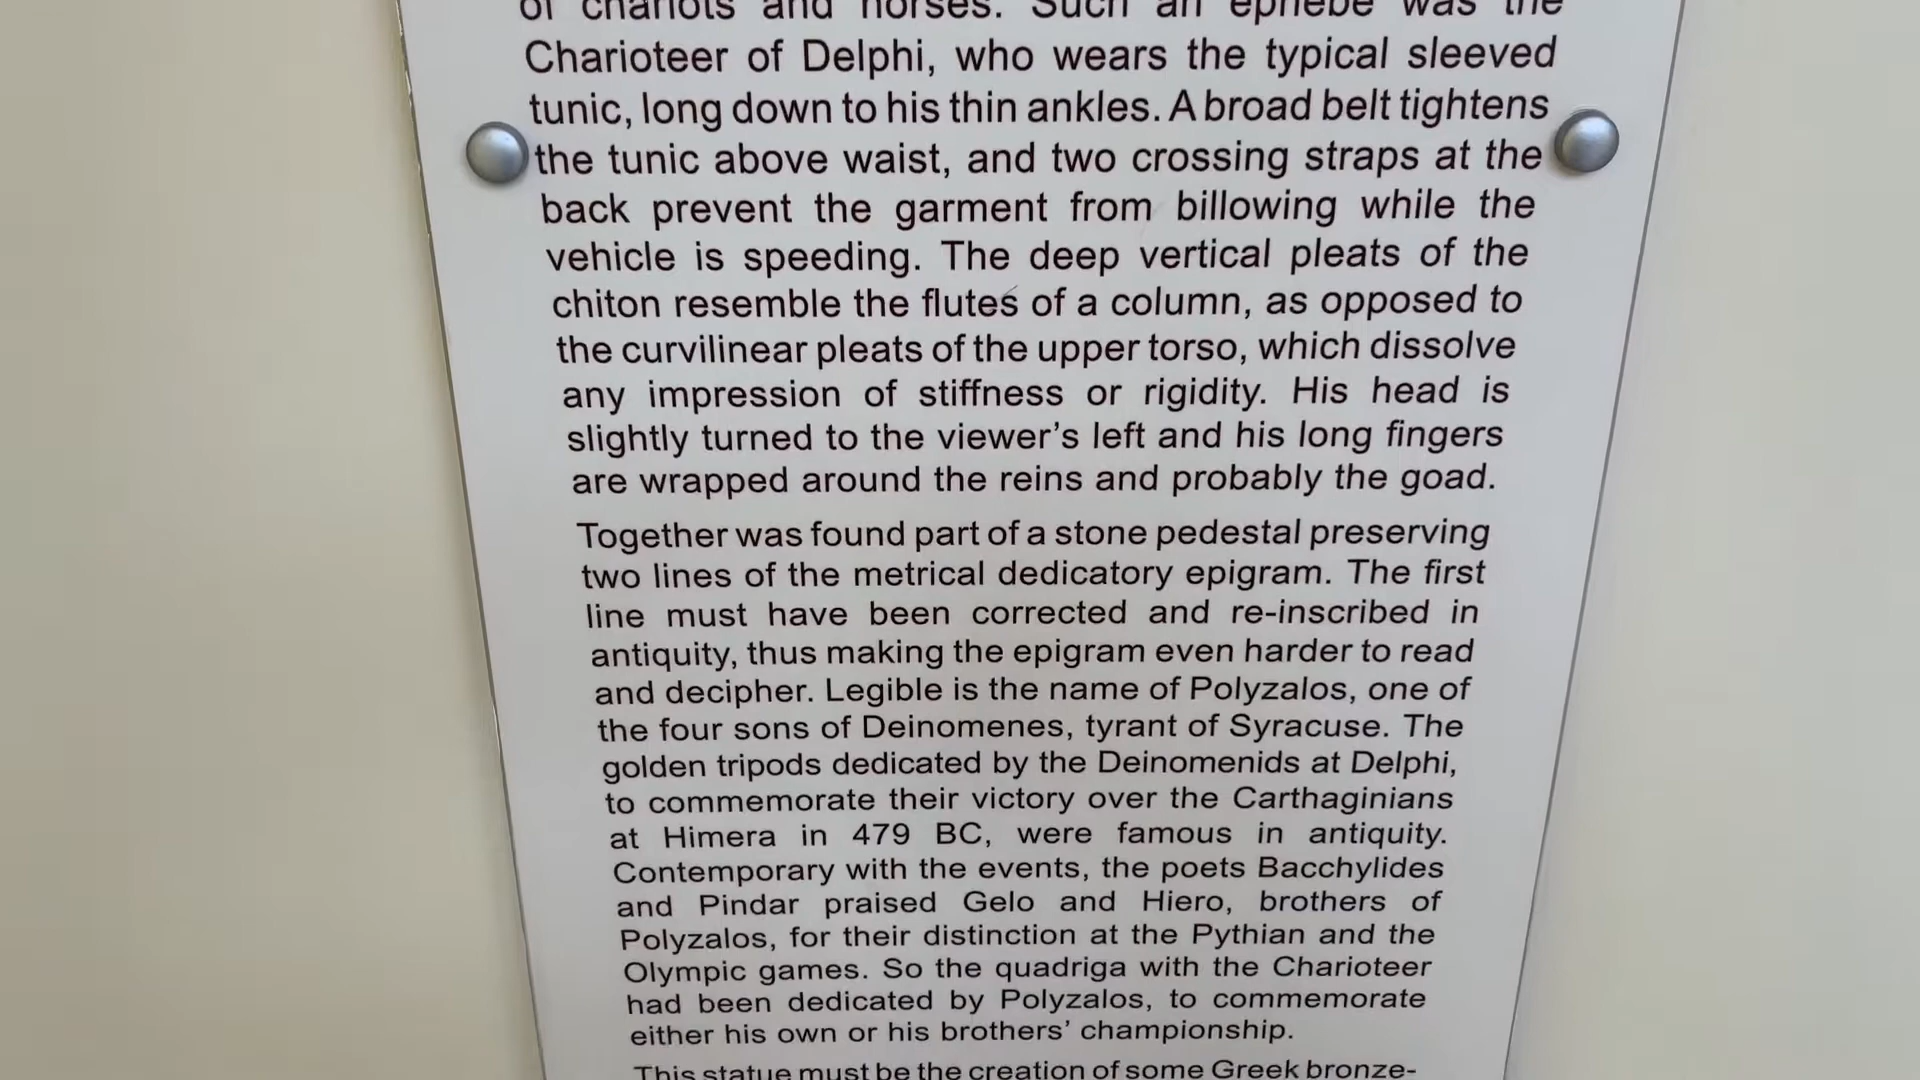 of chariots and horses. Such an ephebe was the
Charioteer of Delphi, who wears the typical sleeved
tunic, long down to his thin ankles. A broad belt tightens
the tunic above waist, and two crossing straps at the
back prevent the garment from billowing while the
vehicle is speeding. The deep vertical pleats of the
chiton resemble the flutes of a column, as opposed to
the curvilinear pleats of the upper torso, which dissolve
any impression of stiffness or rigidity. His head is
slightly turned to the viewer’s left and his long fingers
are wrapped around the reins and probably the goad.
Together was found part of a stone pedestal preserving
two lines of the metrical dedicatory epigram. The first
line must have been corrected and re-inscribed in
antiquity, thus making the epigram even harder to read
and decipher. Legible is the name of Polyzalos, one of
the four sons of Deinomenes, tyrant of Syracuse. The
golden tripods dedicated by the Deinomenids at Delphi,
to commemorate their victory over the Carthaginians
at Himera in 479 BC, were famous in antiquity.
Contemporary with the events, the poets Bacchylides
and Pindar praised Gelo and Hiero, brothers of
Polyzalos, for their distinction at the Pythian and the
Olympic games. So the quadriga with the Charioteer
had been dedicated by Polyzalos, to commemorate
either his own or his brothers’ championship.
This statue must be the creation of some Greek bronze-